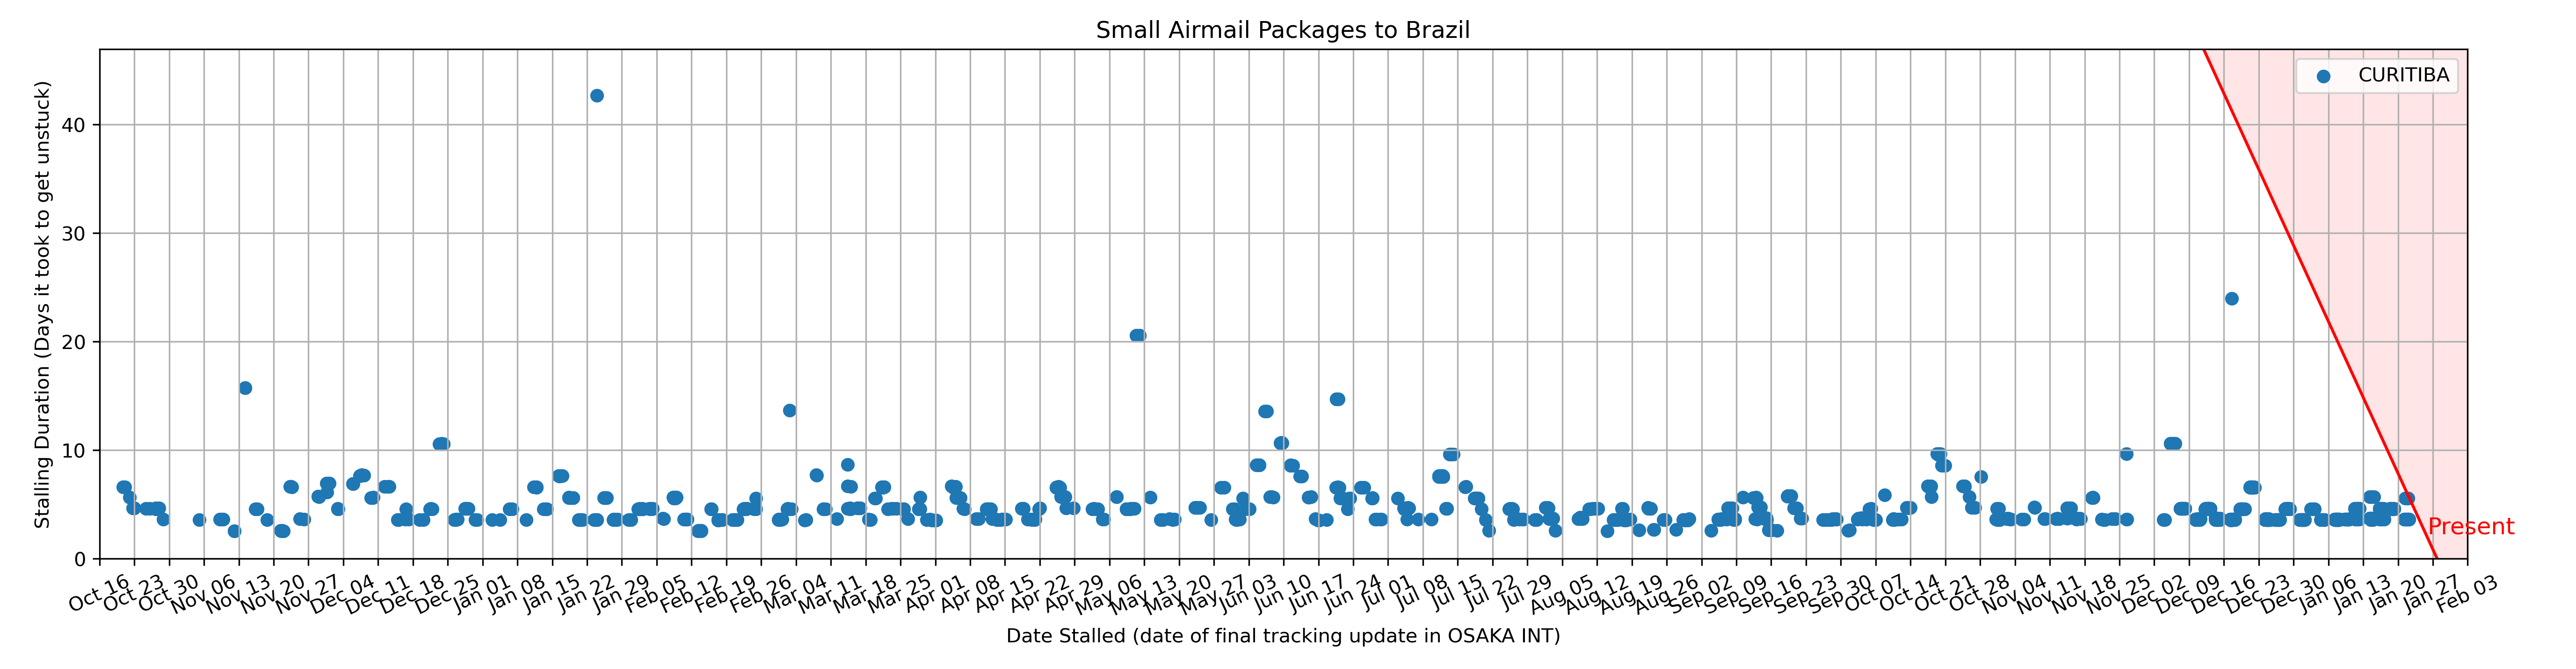 Small Airmail Packages to Brazil
Stalling Duration (Days it took to get unstuck)
40
30
20
10
0
CURITIBA
Present
Oct 16
Oct 23
Oct 30
Nov 06
Nov 13
Nov 20
Nov 27
Dec 04
Dec 11
Dec 18
Dec 25
Jan 01
Jan 08
Jan 15
Jan 22
Jan 29
Feb 05
Feb 12
Feb 19
Feb 26
Mar 04
Mar 11
Mar 18
Mar 25
Apr 01
Apr 08
Apr 15
Apr 22
Apr 29
May 06
May 13
May 20
May 27
Jun 03
Jun 10
Jun 17
Jun 24
Jul 01
Jul 08
Jul 15
Jul 22
Jul 29
Aug 05
Aug 12
Aug 19
Aug 26
Sep 02
Sep 09
Sep 16
Sep 23
Sep 30
Oct 07
Oct 14
Oct 21
Oct 28
Nov 04
Nov 11
Nov 18
Nov 25
Dec 02
Dec 09
Dec 16
Dec 23
Dec 30
Jan 06
Jan 13
Jan 20
Jan 27
Feb 03
Date Stalled (date of final tracking update in OSAKA INT)